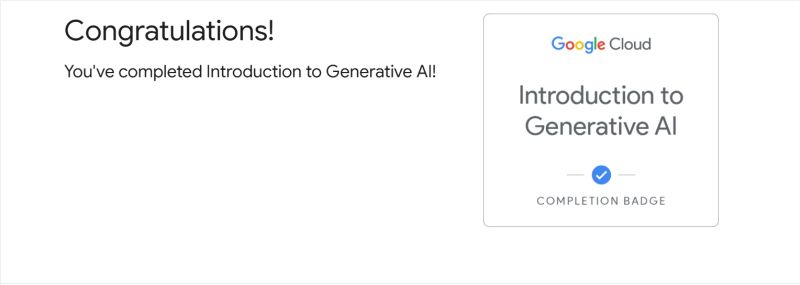 Congratulations!
You've completed Introduction to Generative AI!
Google Cloud
Introduction to
Generative AI
COMPLETION BADGE